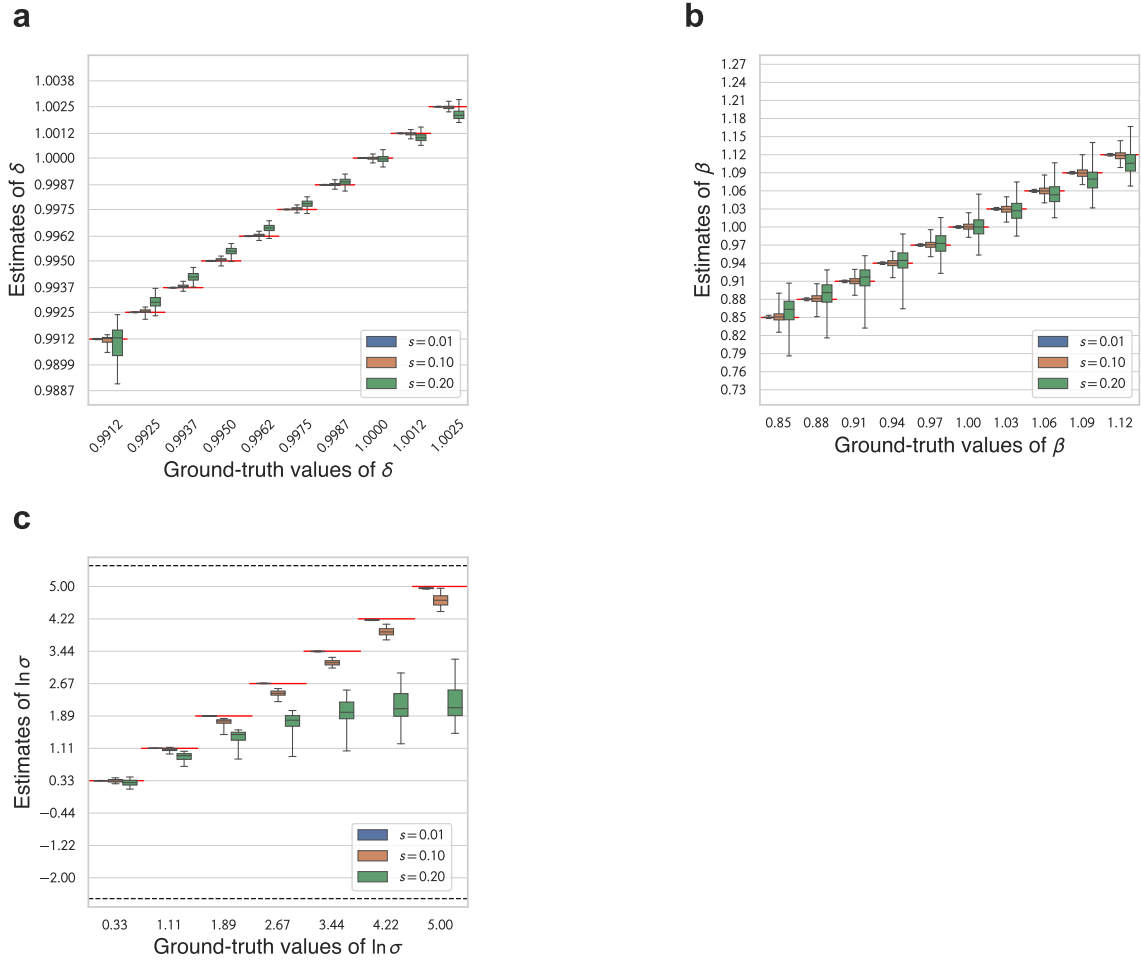 a
Estimates of δ
1.0038
1.0025
1.0012
1.0000
0.9987
0.9975
0.9962
0.9950
0.9937
0.9925
0.9912
0.9899
0.9887
s = 0.01
s = 0.10
s = 0.20
0.9912 0.9925 0.9937 0.9950 0.9962 0.9975 0.9987 1.0000 1.0012 1.0025
Ground-truth values of δ
b
Estimates of β
1.27
1.24
1.21
1.18
1.15
1.12
1.09
1.06
1.03
1.00
0.97
0.94
0.91
0.88
0.85
0.82
0.79
0.76
0.73
s = 0.01
s = 0.10
s = 0.20
0.85 0.88 0.91 0.94 0.97 1.00 1.03 1.06 1.09 1.12
Ground-truth values of β
c
Estimates of ln σ
5.00
4.22
3.44
2.67
1.89
1.11
0.33
−0.44
−1.22
−2.00
s = 0.01
s = 0.10
s = 0.20
0.33 1.11 1.89 2.67 3.44 4.22 5.00
Ground-truth values of ln σ